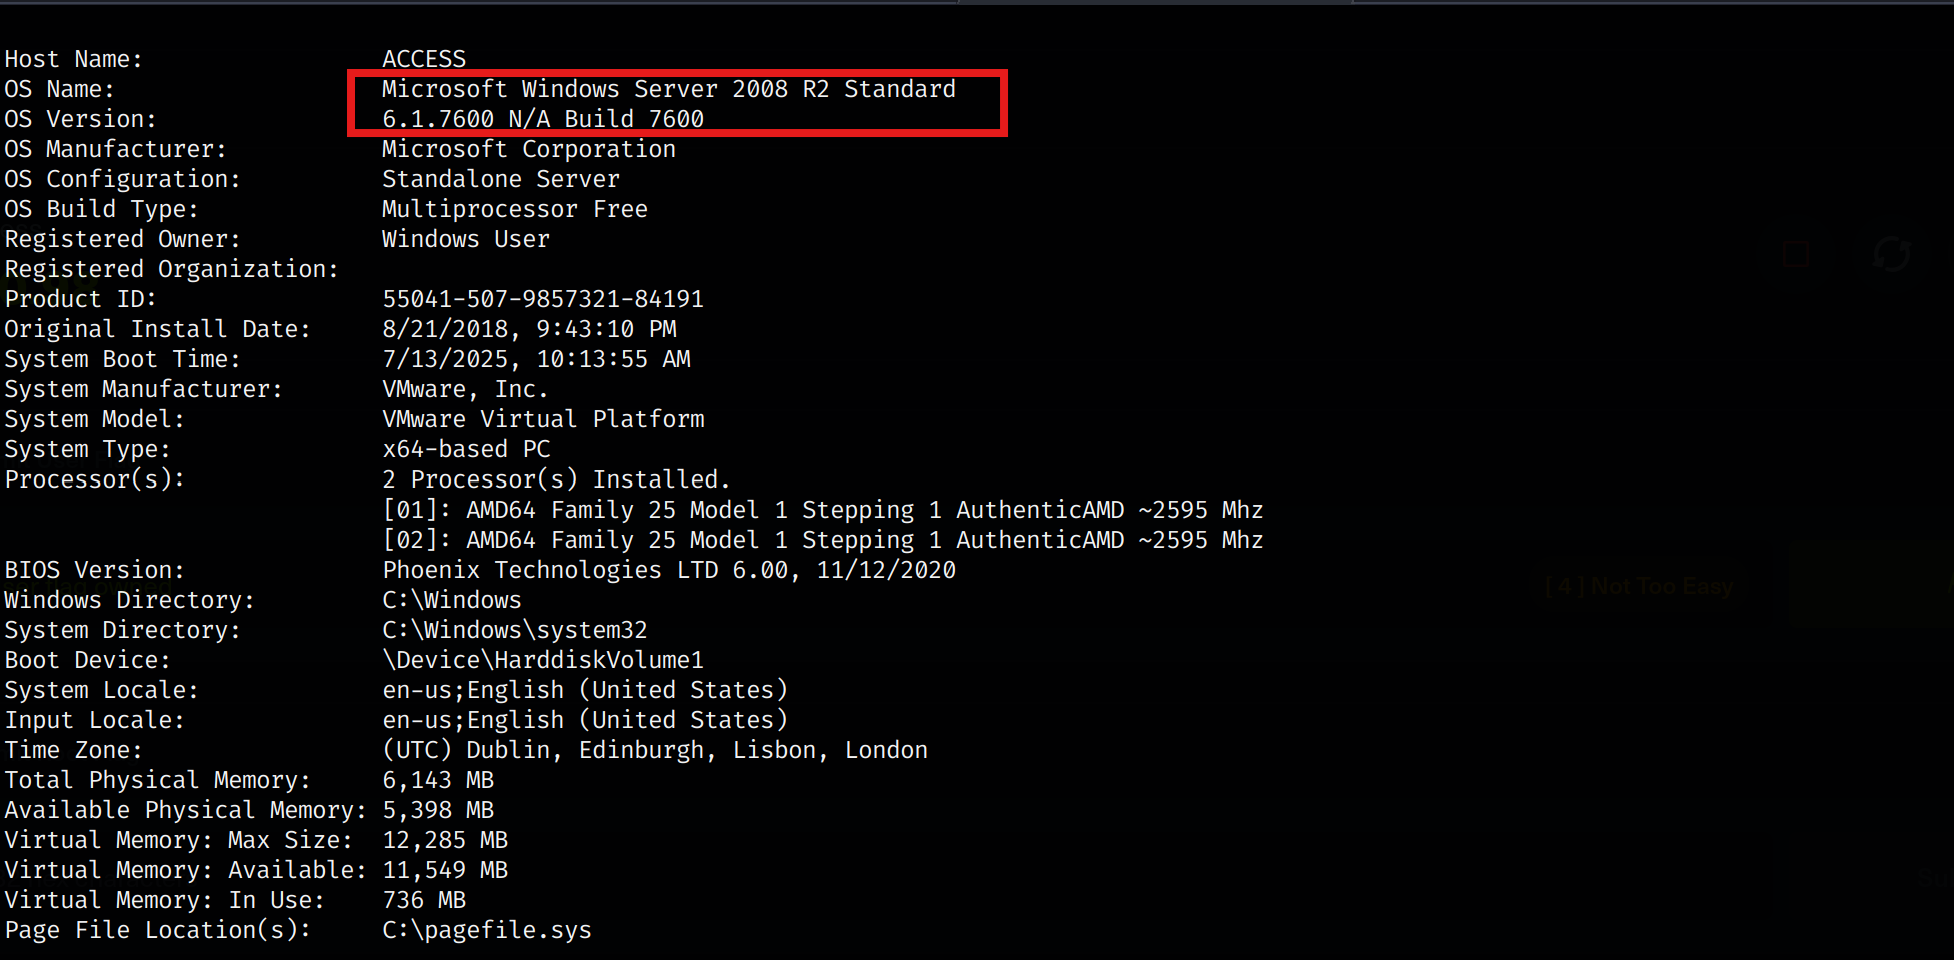 Host Name: ACCESS
OS Name: Microsoft Windows Server 2008 R2 Standard
OS Version: 6.1.7600 N/A Build 7600
OS Manufacturer: Microsoft Corporation
OS Configuration: Standalone Server
OS Build Type: Multiprocessor Free
Registered Owner: Windows User
Registered Organization:
Product ID: 55041-507-9857321-84191
Original Install Date: 8/21/2018, 9:43:10 PM
System Boot Time: 7/13/2025, 10:13:55 AM
System Manufacturer: VMware, Inc.
System Model: VMware Virtual Platform
System Type: x64-based PC
Processor(s): 2 Processor(s) Installed.
[01]: AMD64 Family 25 Model 1 Stepping 1 AuthenticAMD ~2595 Mhz
[02]: AMD64 Family 25 Model 1 Stepping 1 AuthenticAMD ~2595 Mhz
BIOS Version: Phoenix Technologies LTD 6.00, 11/12/2020
[4] Not Too Easy
Windows Directory: C:\Windows
System Directory: C:\Windows\system32
Boot Device: \Device\HarddiskVolume1
System Locale: en-us;English (United States)
Input Locale: en-us;English (United States)
Time Zone: (UTC) Dublin, Edinburgh, Lisbon, London
Total Physical Memory: 6,143 MB
Available Physical Memory: 5,398 MB
Virtual Memory: Max Size: 12,285 MB
Virtual Memory: Available: 11,549 MB
Virtual Memory: In Use: 736 MB
Page File Location(s): C:\pagefile.sys